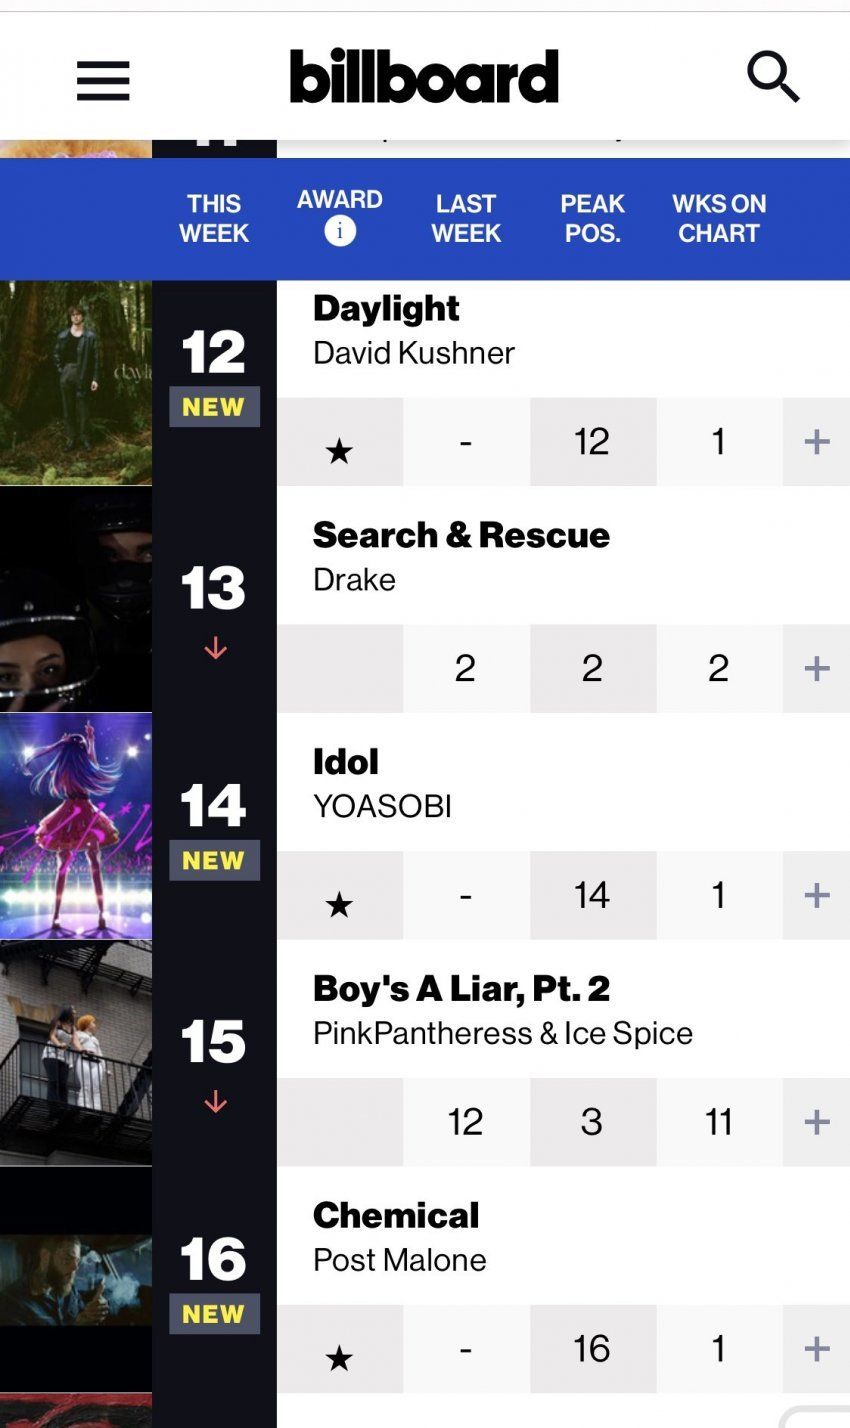 billboard
THIS WEEK
AWARD
i
LAST WEEK
PEAK POS.
WKS ON CHART
12
NEW
Daylight
David Kushner
★ - 12 1 +
13
↓
Search & Rescue
Drake
2 2 2 +
14
NEW
Idol
YOASOBI
★ - 14 1 +
15
↓
Boy's A Liar, Pt. 2
PinkPantheress & Ice Spice
12 3 11 +
16
NEW
Chemical
Post Malone
★ - 16 1 +